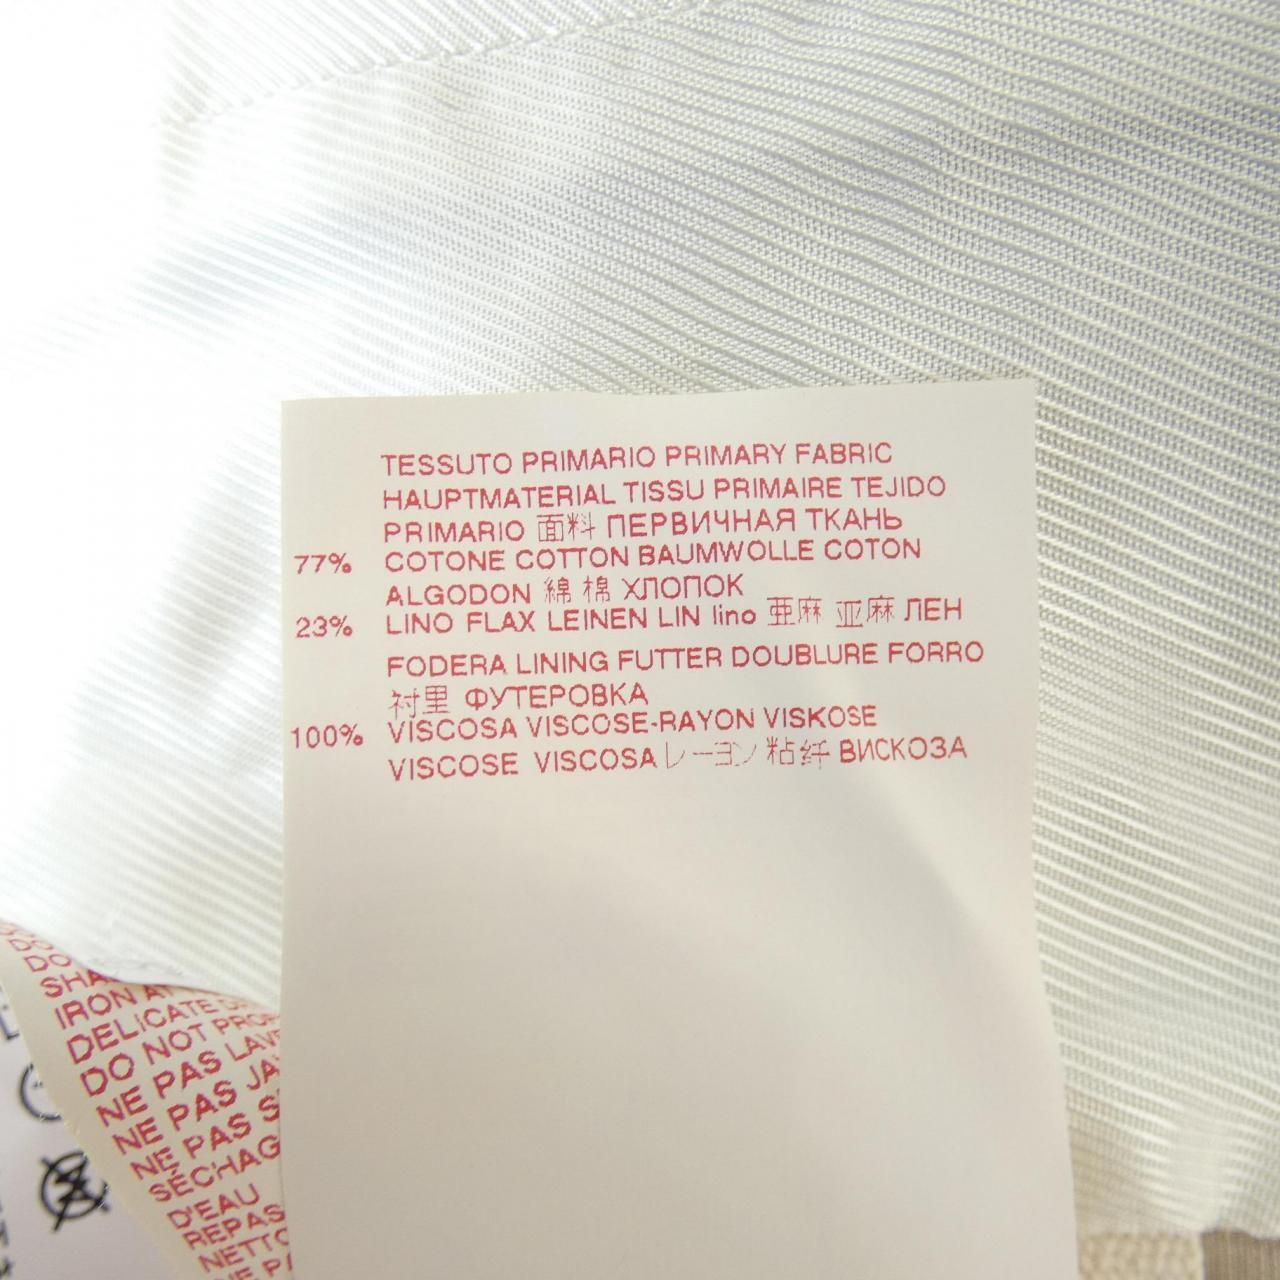 TESSUTO PRIMARIO PRIMARY FABRIC
HAUPTMATERIAL TISSU PRIMAIRE TEJIDO
PRIMARIO 面料 ПЕРВИЧНАЯ ТКАНЬ
77% COTONE COTTON BAUMWOLLE COTON
ALGODON 綿 棉 ХЛОПОК
23% LINO FLAX LEINEN LIN lino 亜麻 亚麻 ЛЕН
FODERA LINING FUTTER DOUBLURE FORRO
衬里 ФУТЕРОВКА
100% VISCOSA VISCOSE-RAYON VISKOSE
VISCOSE VISCOSA レーヨン 粘纤 ВИСКОЗА
DO
IRON
DELICATE
DO NOT
NE PAS
NE PAS
NE PAS
D'EAU